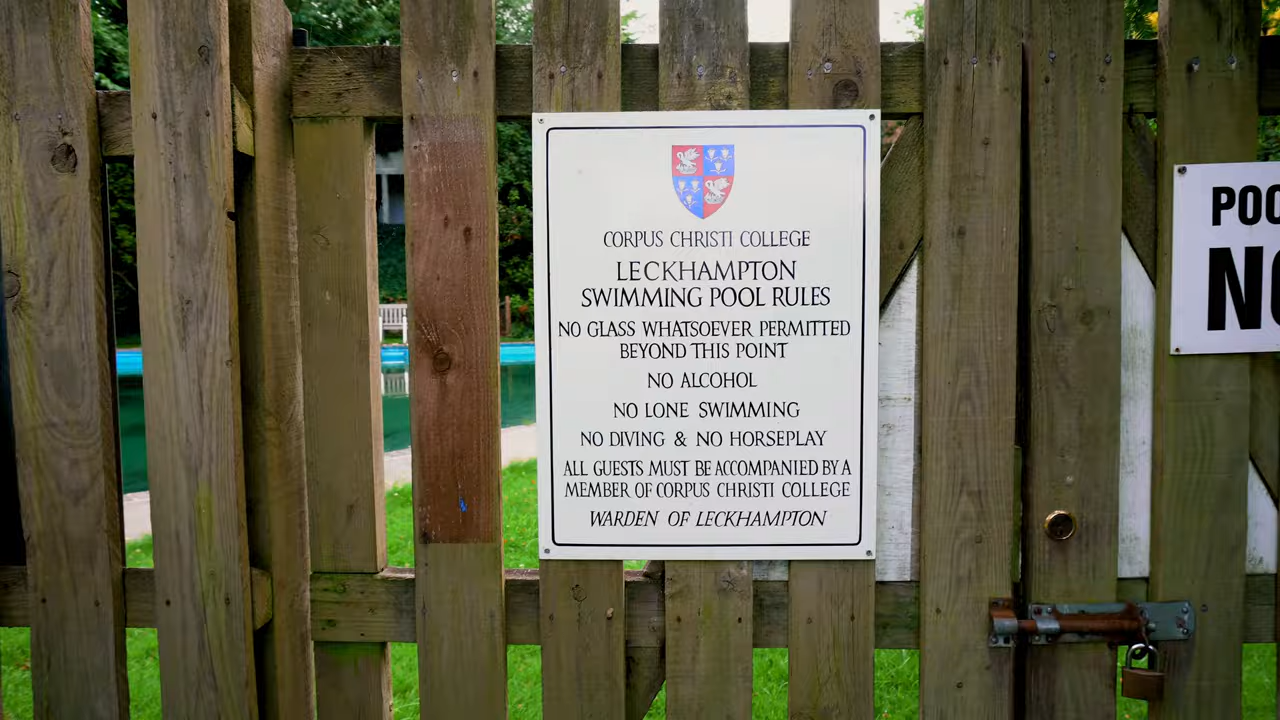 CORPUS CHRISTI COLLEGE
LECKHAMPTON
SWIMMING POOL RULES
NO GLASS WHATSOEVER PERMITTED
BEYOND THIS POINT
NO ALCOHOL
NO LONE SWIMMING
NO DIVING & NO HORSEPLAY
ALL GUESTS MUST BE ACCOMPANIED BY A
MEMBER OF CORPUS CHRISTI COLLEGE
WARDEN OF LECKHAMPTON